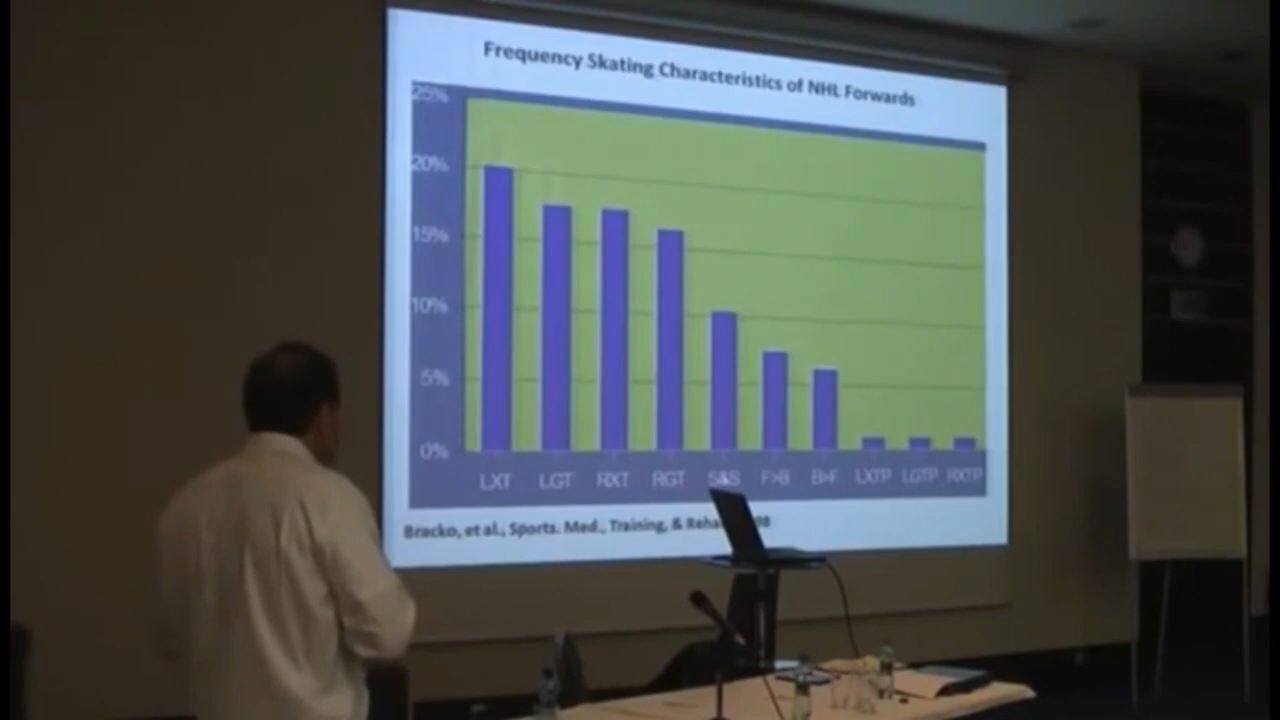 Frequency Skating Characteristics of NHL Forwards
25%
20%
15%
10%
5%
0%
LXT LGT RXT RGT S&S F>B B>F LXTP LGTP RXTP
Bracko, et al., Sports. Med., Training, &